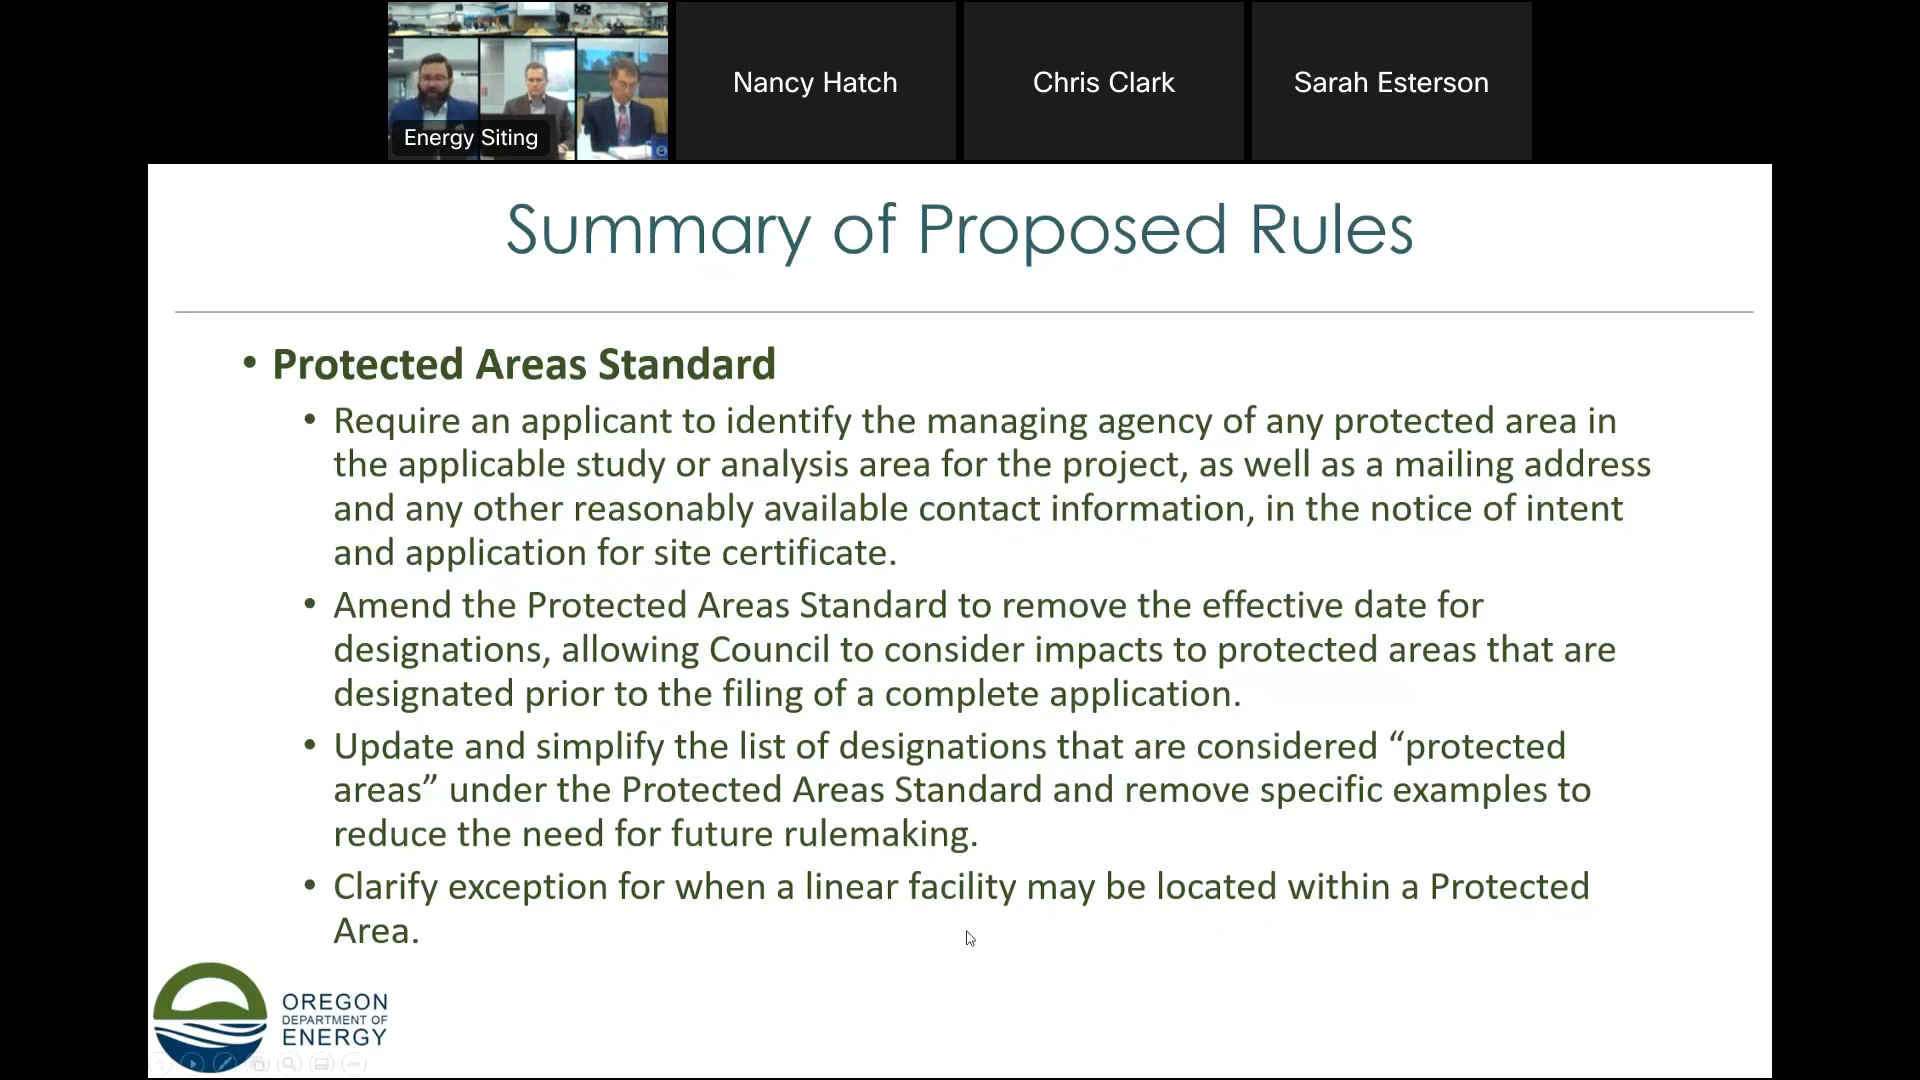 Energy Siting
Nancy Hatch
Chris Clark
Sarah Esterson
Summary of Proposed Rules
• Protected Areas Standard
• Require an applicant to identify the managing agency of any protected area in
the applicable study or analysis area for the project, as well as a mailing address
and any other reasonably available contact information, in the notice of intent
and application for site certificate.
• Amend the Protected Areas Standard to remove the effective date for
designations, allowing Council to consider impacts to protected areas that are
designated prior to the filing of a complete application.
• Update and simplify the list of designations that are considered “protected
areas” under the Protected Areas Standard and remove specific examples to
reduce the need for future rulemaking.
• Clarify exception for when a linear facility may be located within a Protected
Area.
OREGON
DEPARTMENT OF
ENERGY